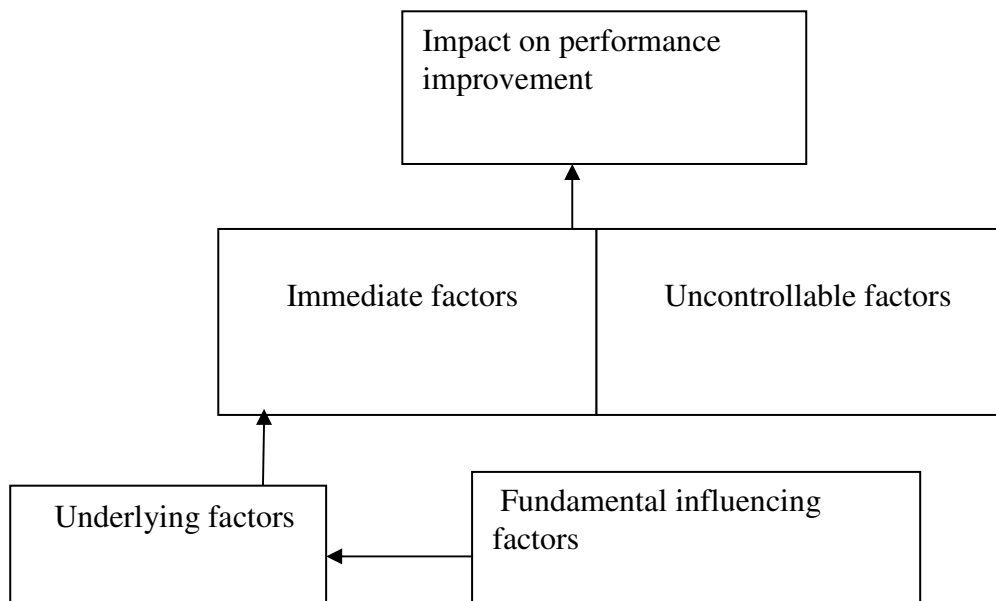 Impact on performance
improvement
Immediate factors
Uncontrollable factors
Underlying factors
Fundamental influencing
factors